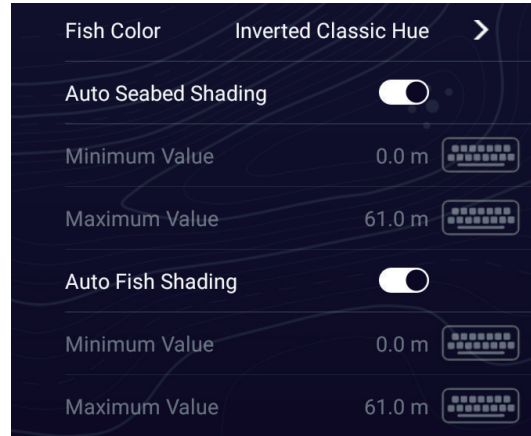 Fish Color Inverted Classic Hue
Auto Seabed Shading
Minimum Value 0.0 m
Maximum Value 61.0 m
Auto Fish Shading
Minimum Value 0.0 m
Maximum Value 61.0 m